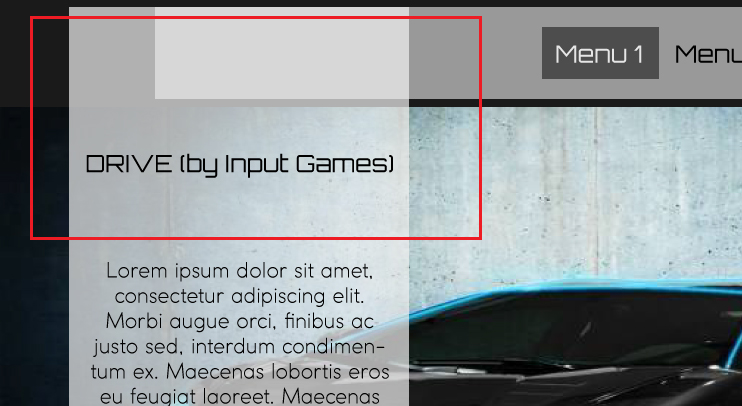 Menu 1 Menu
DRIVE (by Input Games)
Lorem ipsum dolor sit amet,
consectetur adipiscing elit.
Morbi augue orci, finibus ac
justo sed, interdum condimen-
tum ex. Maecenas lobortis eros
eu feugiat laoreet. Maecenas